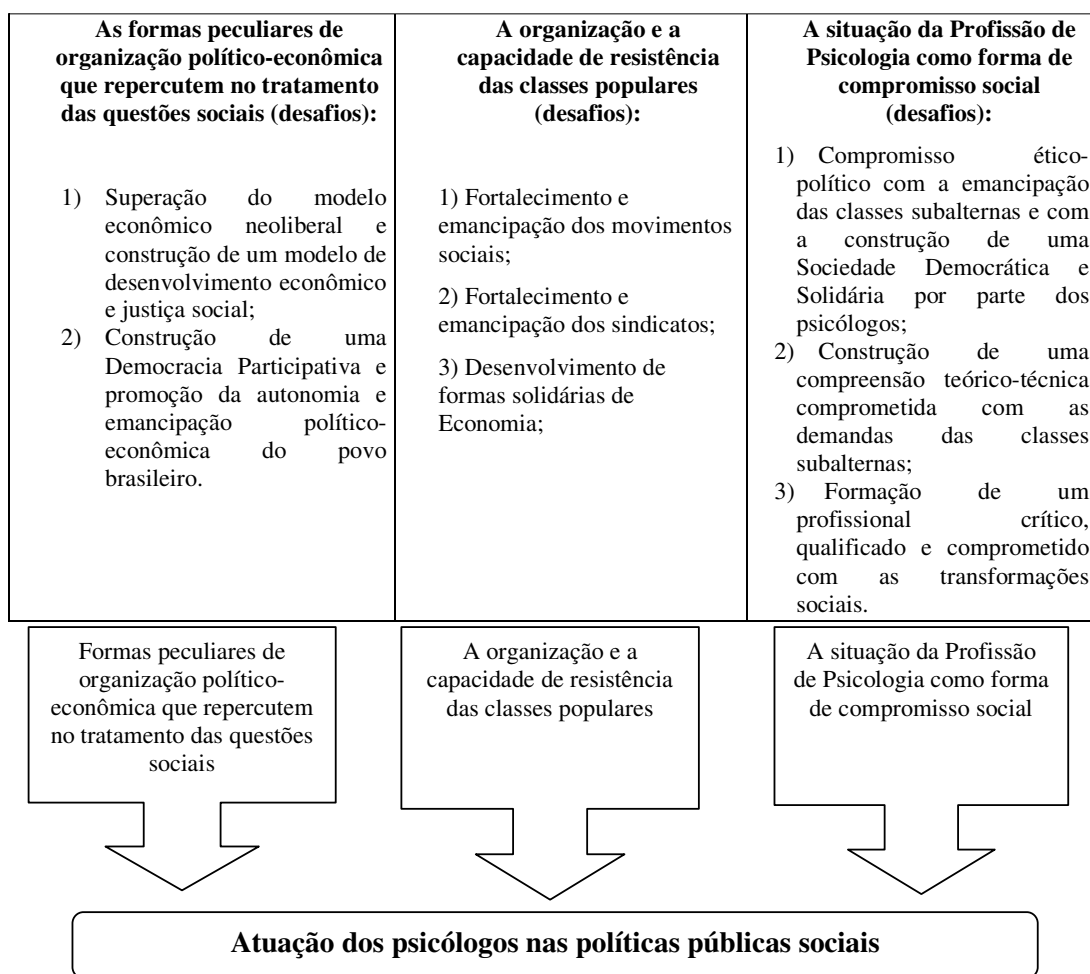 As formas peculiares de
organização político-econômica
que repercutem no tratamento
das questões sociais (desafios):
1) Superação do modelo
econômico neoliberal e
construção de um modelo de
desenvolvimento econômico
e justiça social;
2) Construção de uma
Democracia Participativa e
promoção da autonomia e
emancipação político-
econômica do povo
brasileiro.
A organização e a
capacidade de resistência
das classes populares
(desafios):
1) Fortalecimento e
emancipação dos movimentos
sociais;
2) Fortalecimento e
emancipação dos sindicatos;
3) Desenvolvimento de
formas solidárias de
Economia;
A situação da Profissão de
Psicologia como forma de
compromisso social
(desafios):
1) Compromisso ético-
político com a emancipação
das classes subalternas e com
a construção de uma
Sociedade Democrática e
Solidária por parte dos
psicólogos;
2) Construção de uma
compreensão teórico-técnica
comprometida com as
demandas das classes
subalternas;
3) Formação de um
profissional crítico,
qualificado e comprometido
com as transformações
sociais.
Formas peculiares de
organização político-
econômica que repercutem
no tratamento das questões
sociais
A organização e a
capacidade de resistência
das classes populares
A situação da Profissão
de Psicologia como forma
de compromisso social
Atuação dos psicólogos nas políticas públicas sociais